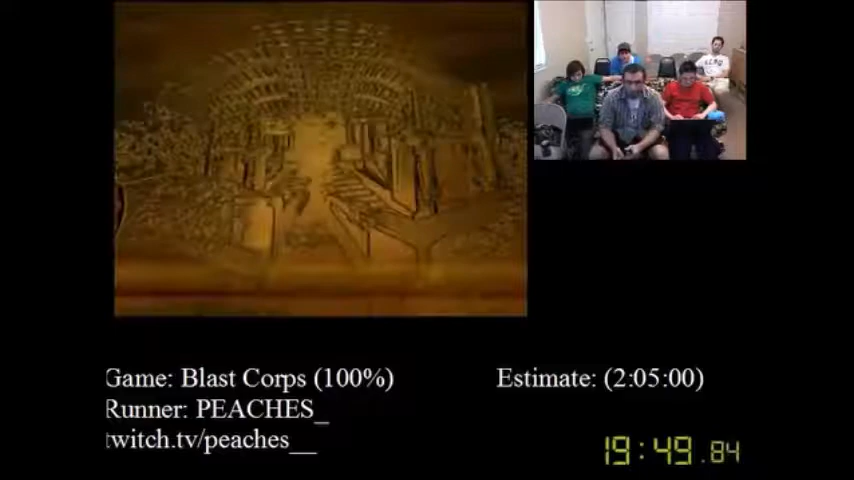 Game: Blast Corps (100%)
Estimate: (2:05:00)
Runner: PEACHES_
twitch.tv/peaches__
19:49.84